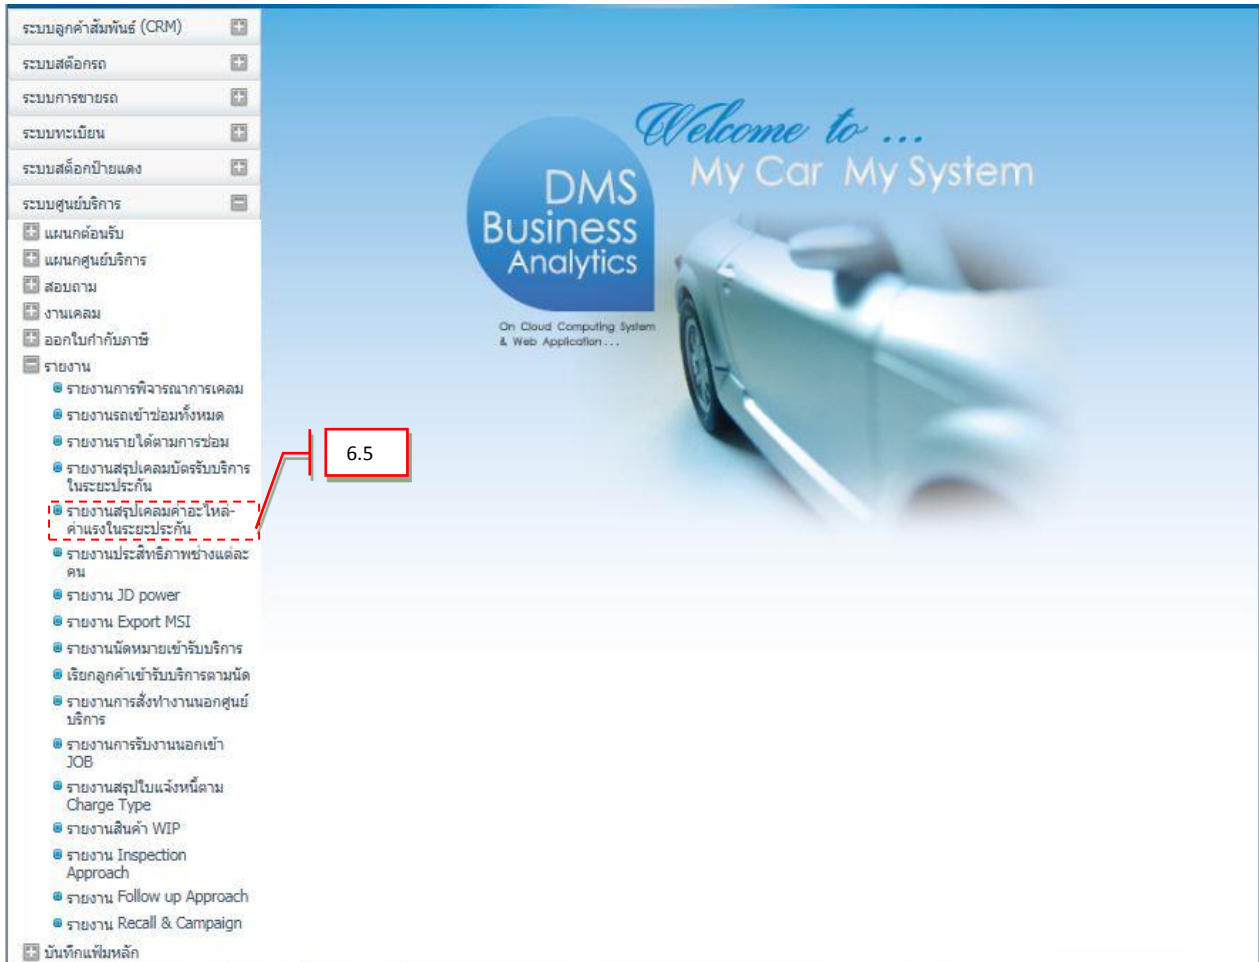 ระบบลูกค้าสัมพันธ์ (CRM)
ระบบสต๊อกรถ
ระบบการขายรถ
ระบบทะเบียน
ระบบสต็อกป้ายแดง
ระบบศูนย์บริการ
แผนกต้อนรับ
แผนกศูนย์บริการ
สอบถาม
งานเคลม
ออกใบกำกับภาษี
รายงาน
รายงานการพิจารณาการเคลม
รายงานรถเข้าซ่อมทั้งหมด
รายงานรายได้ตามการซ่อม
รายงานสรุปเคลมบัตรรับบริการ
ในระยะประกัน
รายงานสรุปเคลมค่าอะไหล่-
ค่าแรงในระยะประกัน
รายงานประสิทธิภาพช่างแต่ละ
คน
รายงาน JD power
รายงาน Export MSI
รายงานนัดหมายเข้ารับบริการ
เรียกลูกค้าเข้ารับบริการตามนัด
รายงานการสั่งทำงานนอกศูนย์
บริการ
รายงานการรับงานนอกเข้า
JOB
รายงานสรุปใบแจ้งหนี้ตาม
Charge Type
รายงานสินค้า WIP
รายงาน Inspection
Approach
รายงาน Follow up Approach
รายงาน Recall & Campaign
บันทึกแฟ้มหลัก
6.5
Welcome to ...
My Car My System
DMS
Business
Analytics
On Cloud Computing System
& Web Application...